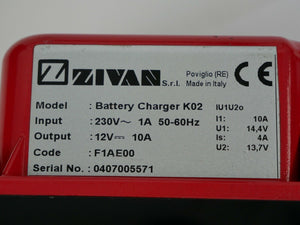 ZIVAN S.r.l.
Poviglio (RE)
Made in Italy
CE
Model : Battery Charger K02
Input : 230V~ 1A 50-60Hz
Output : 12V⎓ 10A
Code : F1AE00
Serial No. : 0407005571
IU1U2o
I1: 10A
U1: 14,4V
Is: 4A
U2: 13,7V